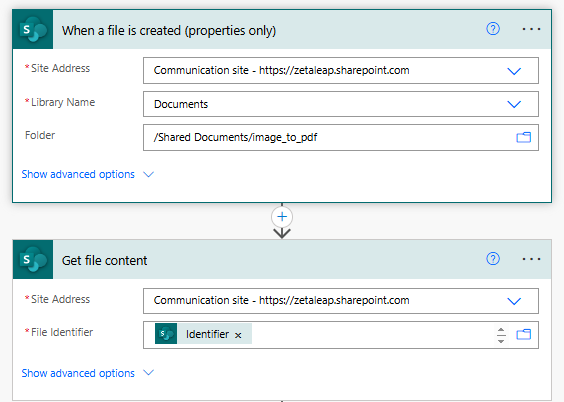 When a file is created (properties only)
* Site Address Communication site - https://zetaleap.sharepoint.com
* Library Name Documents
Folder /Shared Documents/image_to_pdf
Show advanced options
Get file content
* Site Address Communication site - https://zetaleap.sharepoint.com
* File Identifier Identifier ×
Show advanced options